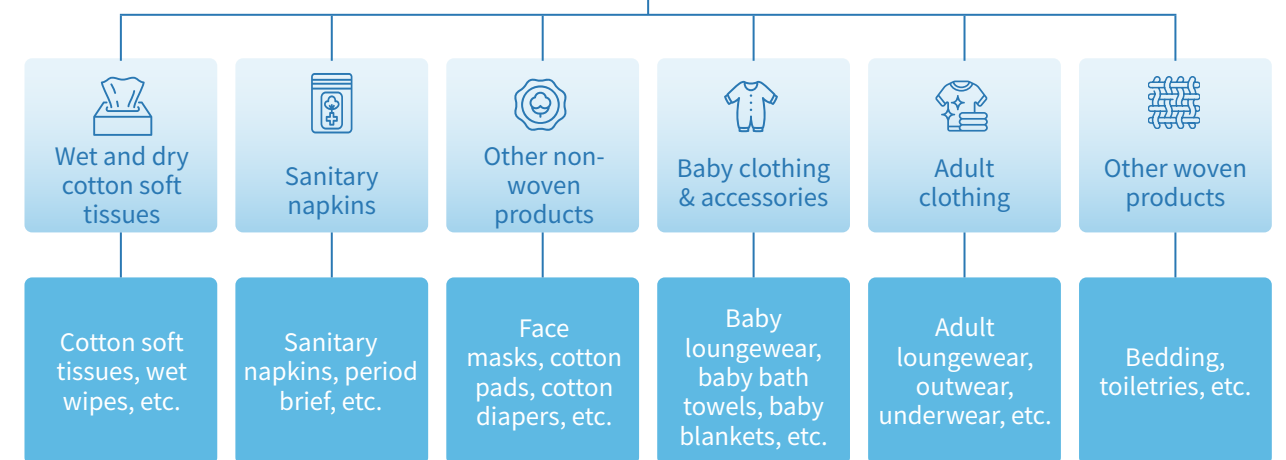 Wet and dry
cotton soft
tissues
Sanitary
napkins
Other non-
woven
products
Baby clothing
& accessories
Adult
clothing
Other woven
products
Cotton soft
tissues, wet
wipes, etc.
Sanitary
napkins, period
brief, etc.
Face
masks, cotton
pads, cotton
diapers, etc.
Baby
loungewear,
baby bath
towels, baby
blankets, etc.
Adult
loungewear,
outwear,
underwear, etc.
Bedding,
toiletries, etc.